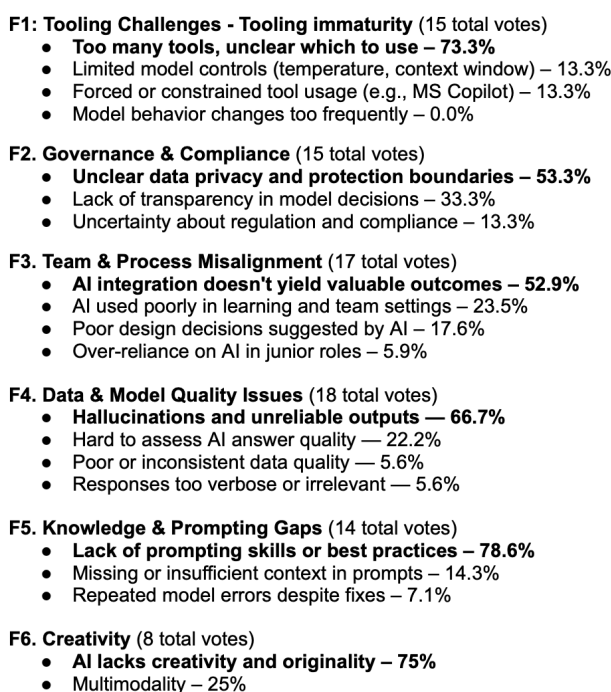 F1: Tooling Challenges - Tooling immaturity (15 total votes)
● Too many tools, unclear which to use – 73.3%
● Limited model controls (temperature, context window) – 13.3%
● Forced or constrained tool usage (e.g., MS Copilot) – 13.3%
● Model behavior changes too frequently – 0.0%
F2. Governance & Compliance (15 total votes)
● Unclear data privacy and protection boundaries – 53.3%
● Lack of transparency in model decisions – 33.3%
● Uncertainty about regulation and compliance – 13.3%
F3. Team & Process Misalignment (17 total votes)
● AI integration doesn't yield valuable outcomes – 52.9%
● AI used poorly in learning and team settings – 23.5%
● Poor design decisions suggested by AI – 17.6%
● Over-reliance on AI in junior roles – 5.9%
F4. Data & Model Quality Issues (18 total votes)
● Hallucinations and unreliable outputs — 66.7%
● Hard to assess AI answer quality — 22.2%
● Poor or inconsistent data quality — 5.6%
● Responses too verbose or irrelevant — 5.6%
F5. Knowledge & Prompting Gaps (14 total votes)
● Lack of prompting skills or best practices – 78.6%
● Missing or insufficient context in prompts – 14.3%
● Repeated model errors despite fixes – 7.1%
F6. Creativity (8 total votes)
● AI lacks creativity and originality – 75%
● Multimodality – 25%